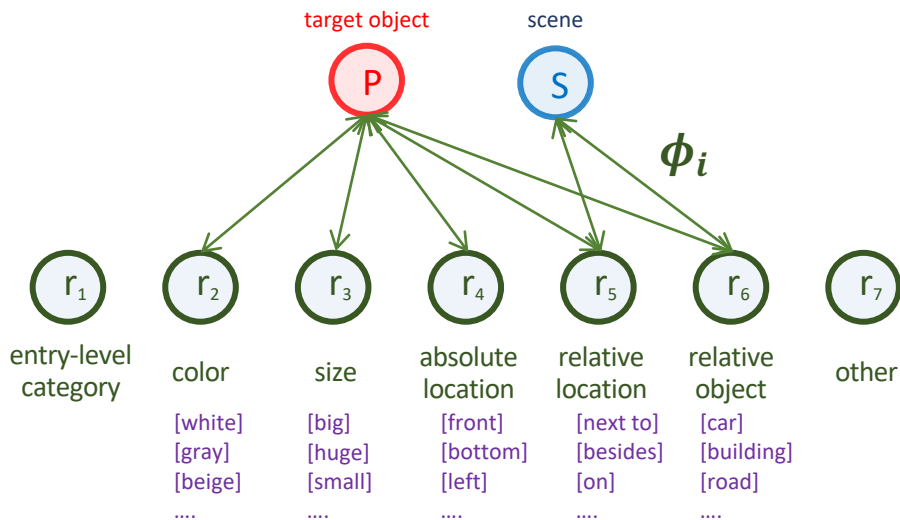 target object
scene
P
S
ϕᵢ
r₁
r₂
r₃
r₄
r₅
r₆
r₇
entry-level
category
color
size
absolute
location
relative
location
relative
object
other
[white]
[gray]
[beige]
....
[big]
[huge]
[small]
....
[front]
[bottom]
[left]
....
[next to]
[besides]
[on]
....
[car]
[building]
[road]
....